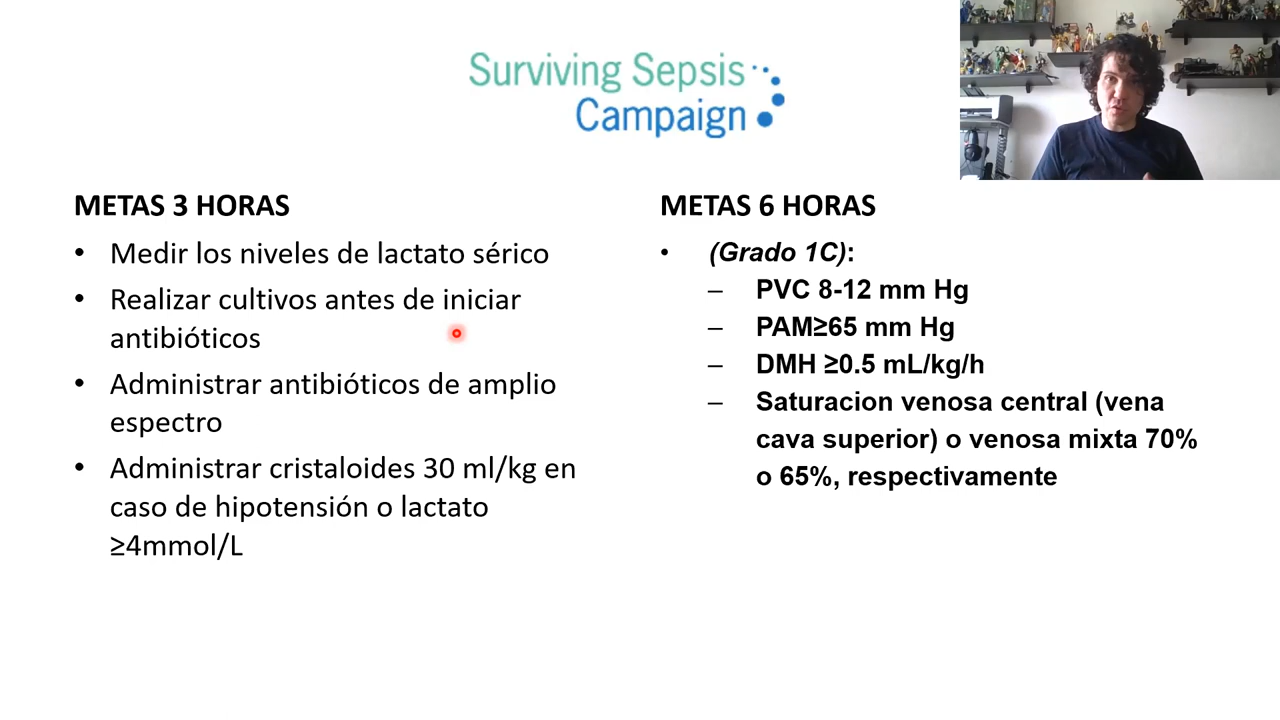 Surviving Sepsis
Campaign
METAS 3 HORAS
• Medir los niveles de lactato sérico
• Realizar cultivos antes de iniciar
antibióticos
• Administrar antibióticos de amplio
espectro
• Administrar cristaloides 30 ml/kg en
caso de hipotensión o lactato
≥4mmol/L
METAS 6 HORAS
• (Grado 1C):
– PVC 8-12 mm Hg
– PAM≥65 mm Hg
– DMH ≥0.5 mL/kg/h
– Saturacion venosa central (vena
cava superior) o venosa mixta 70%
o 65%, respectivamente